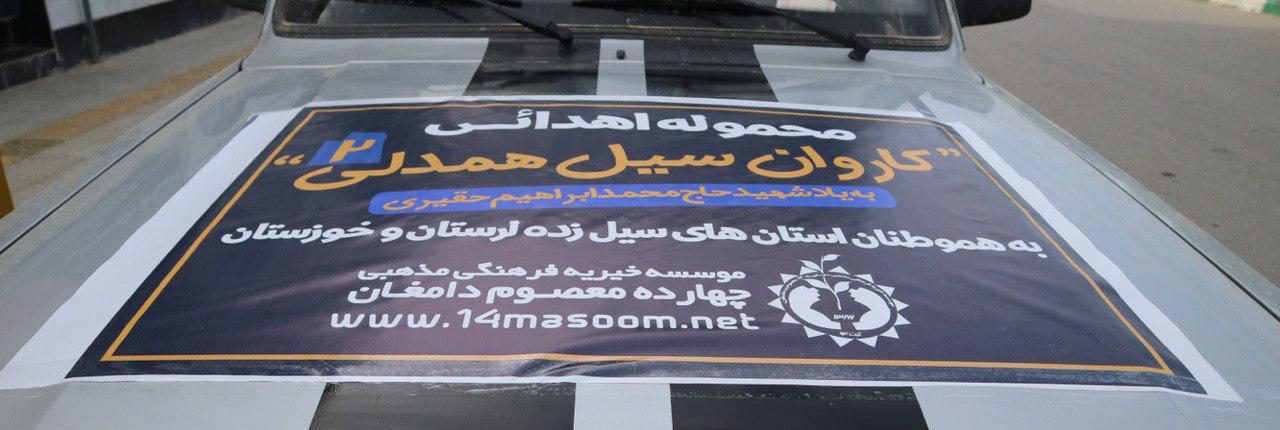 محموله اهدائی
”کاروان سیل همدلی ۲“
به یاد شهید حاج محمدابراهیم حقیری
به هموطنان استان های سیل زده لرستان و خوزستان
موسسه خیریه فرهنگی مذهبی
چهارده معصوم دامغان
www.14masoom.net